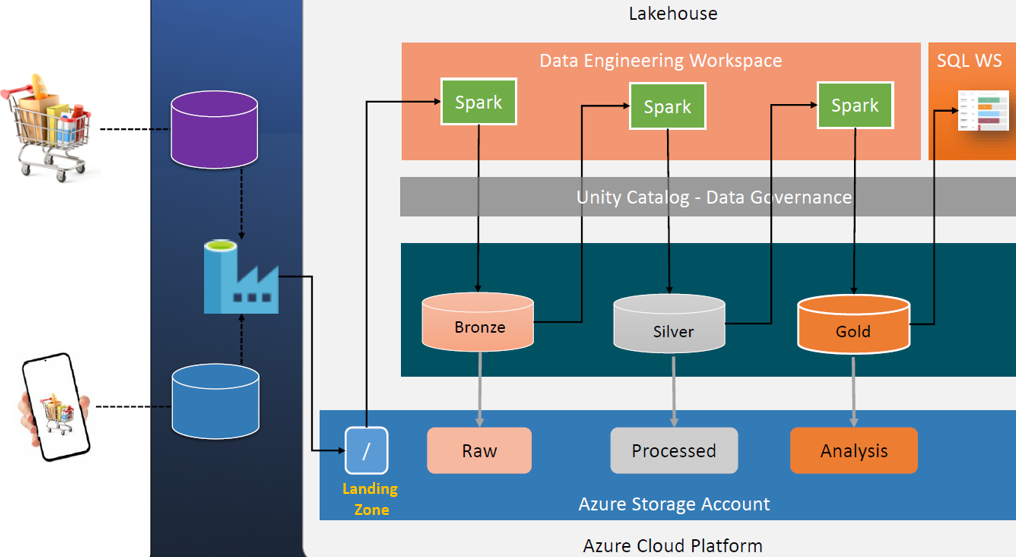 Lakehouse
Data Engineering Workspace
SQL WS
Spark
Spark
Spark
Unity Catalog - Data Governance
Bronze
Silver
Gold
/
Raw
Processed
Analysis
Landing
Zone
Azure Storage Account
Azure Cloud Platform